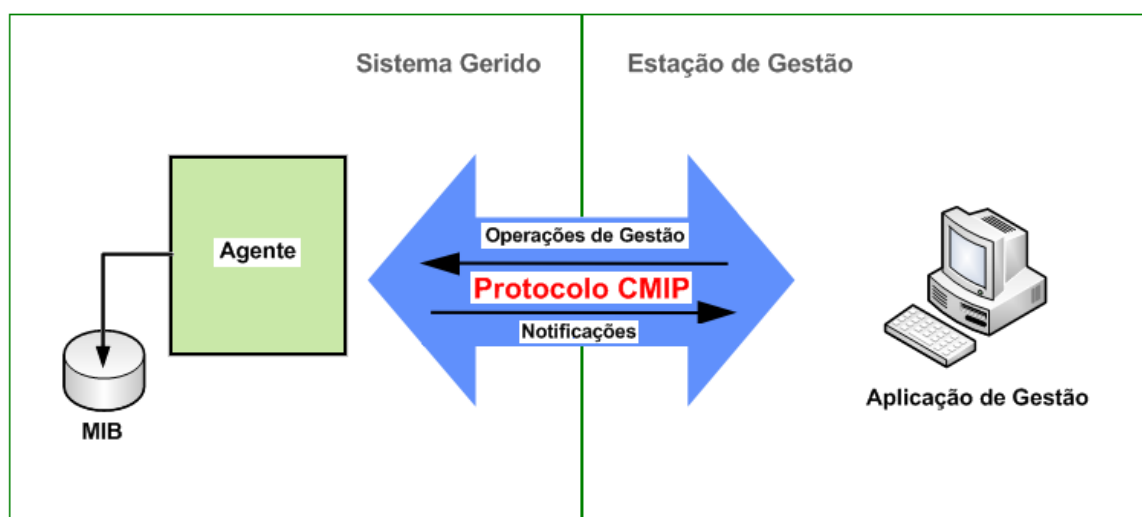 Sistema Gerido
Estação de Gestão
Agente
Operações de Gestão
Protocolo CMIP
Notificações
MIB
Aplicação de Gestão